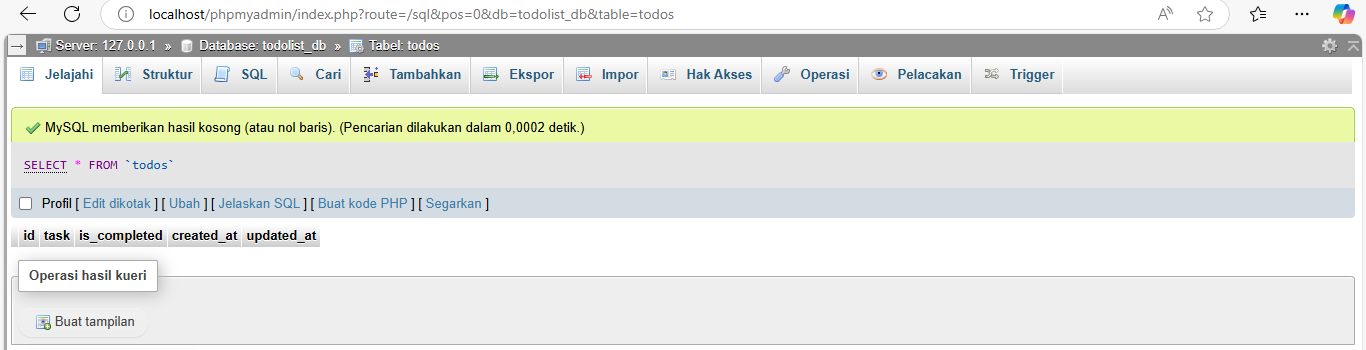 localhost/phpmyadmin/index.php?route=/sql&pos=0&db=todolist_db&table=todos
Server: 127.0.0.1 » Database: todolist_db » Tabel: todos
Jelajahi Struktur SQL Cari Tambahkan Ekspor Impor Hak Akses Operasi Pelacakan Trigger
MySQL memberikan hasil kosong (atau nol baris). (Pencarian dilakukan dalam 0,0002 detik.)
SELECT * FROM `todos`
Profil [ Edit dikotak ] [ Ubah ] [ Jelaskan SQL ] [ Buat kode PHP ] [ Segarkan ]
id task is_completed created_at updated_at
Operasi hasil kueri
Buat tampilan